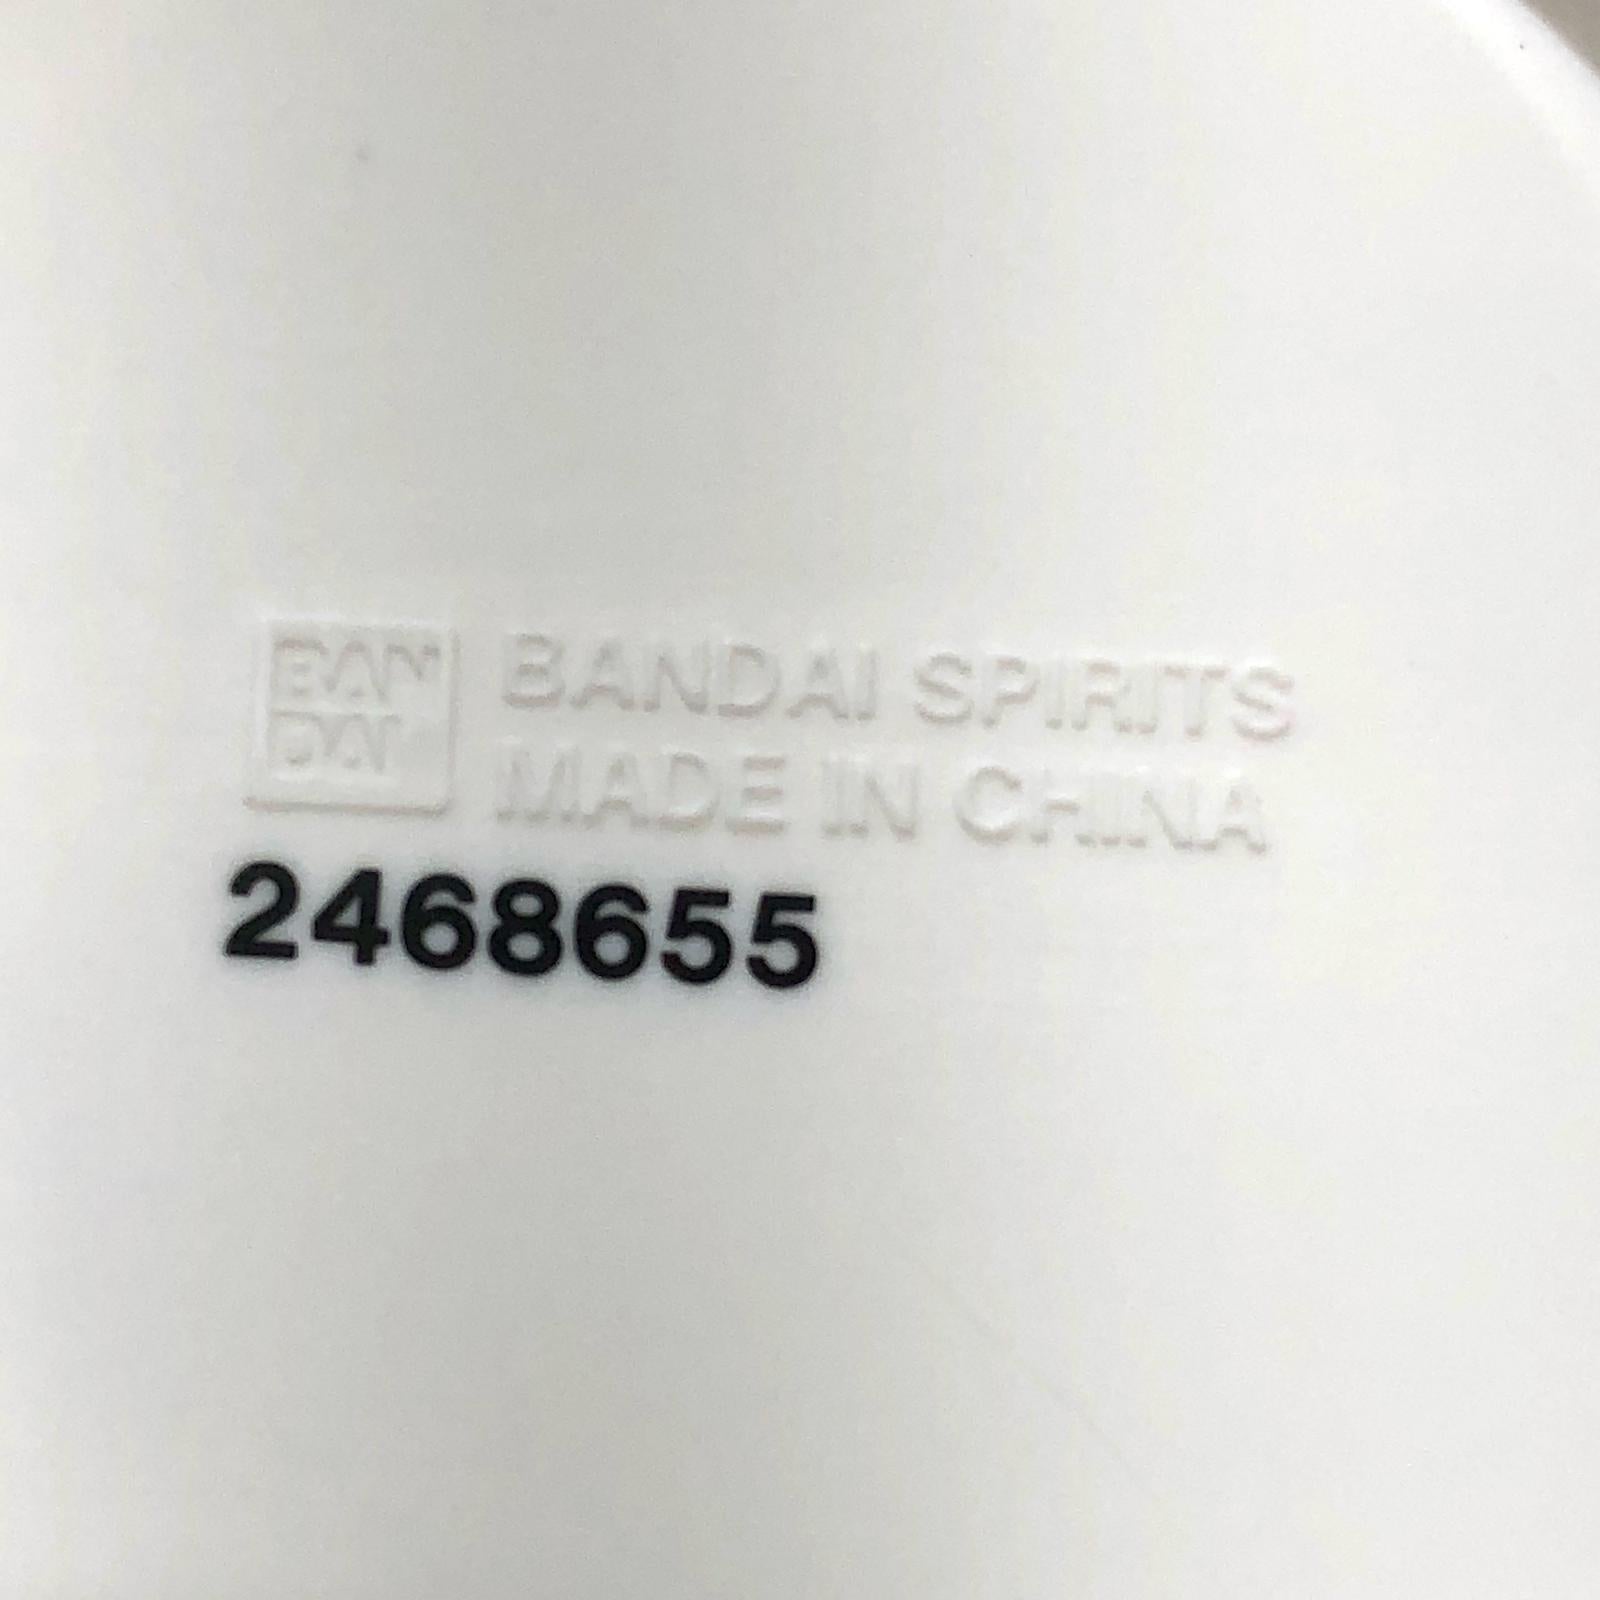 BAN
DAI
BANDAI SPIRITS
MADE IN CHINA
2468655